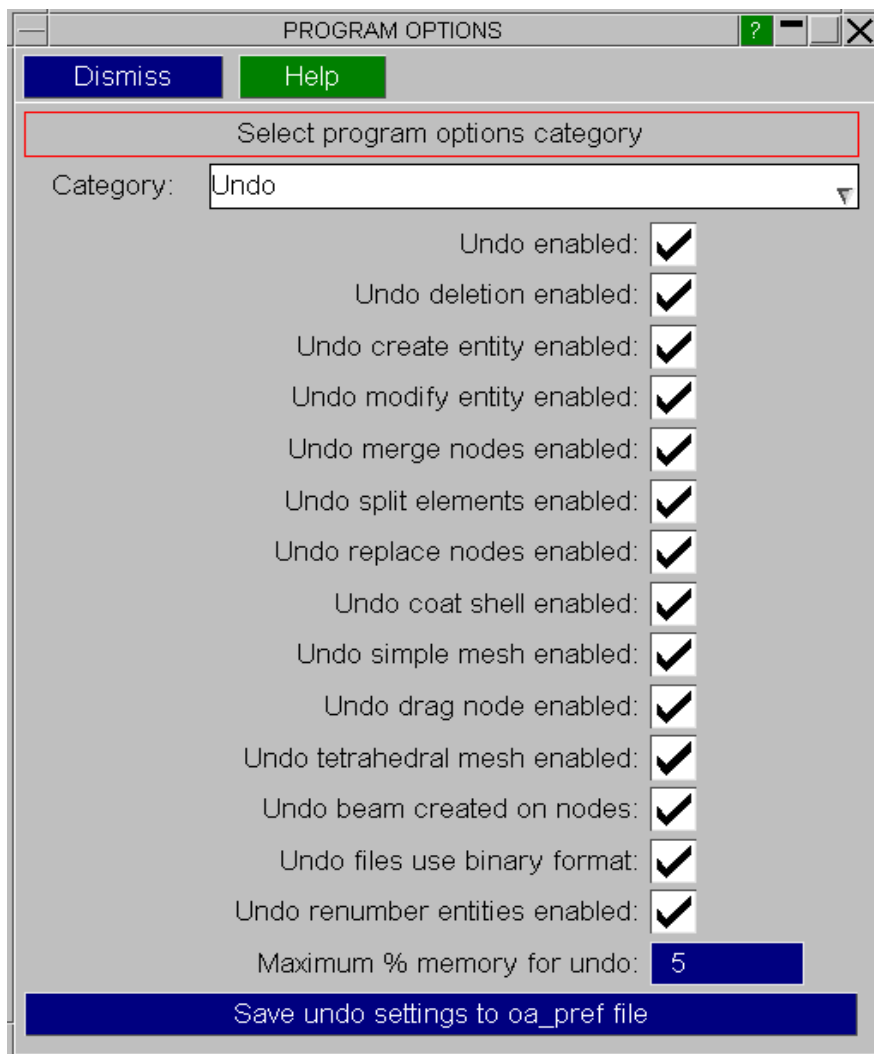 PROGRAM OPTIONS ?
Dismiss Help
Select program options category
Category: Undo
Undo enabled:
Undo deletion enabled:
Undo create entity enabled:
Undo modify entity enabled:
Undo merge nodes enabled:
Undo split elements enabled:
Undo replace nodes enabled:
Undo coat shell enabled:
Undo simple mesh enabled:
Undo drag node enabled:
Undo tetrahedral mesh enabled:
Undo beam created on nodes:
Undo files use binary format:
Undo renumber entities enabled:
Maximum % memory for undo: 5
Save undo settings to oa_pref file